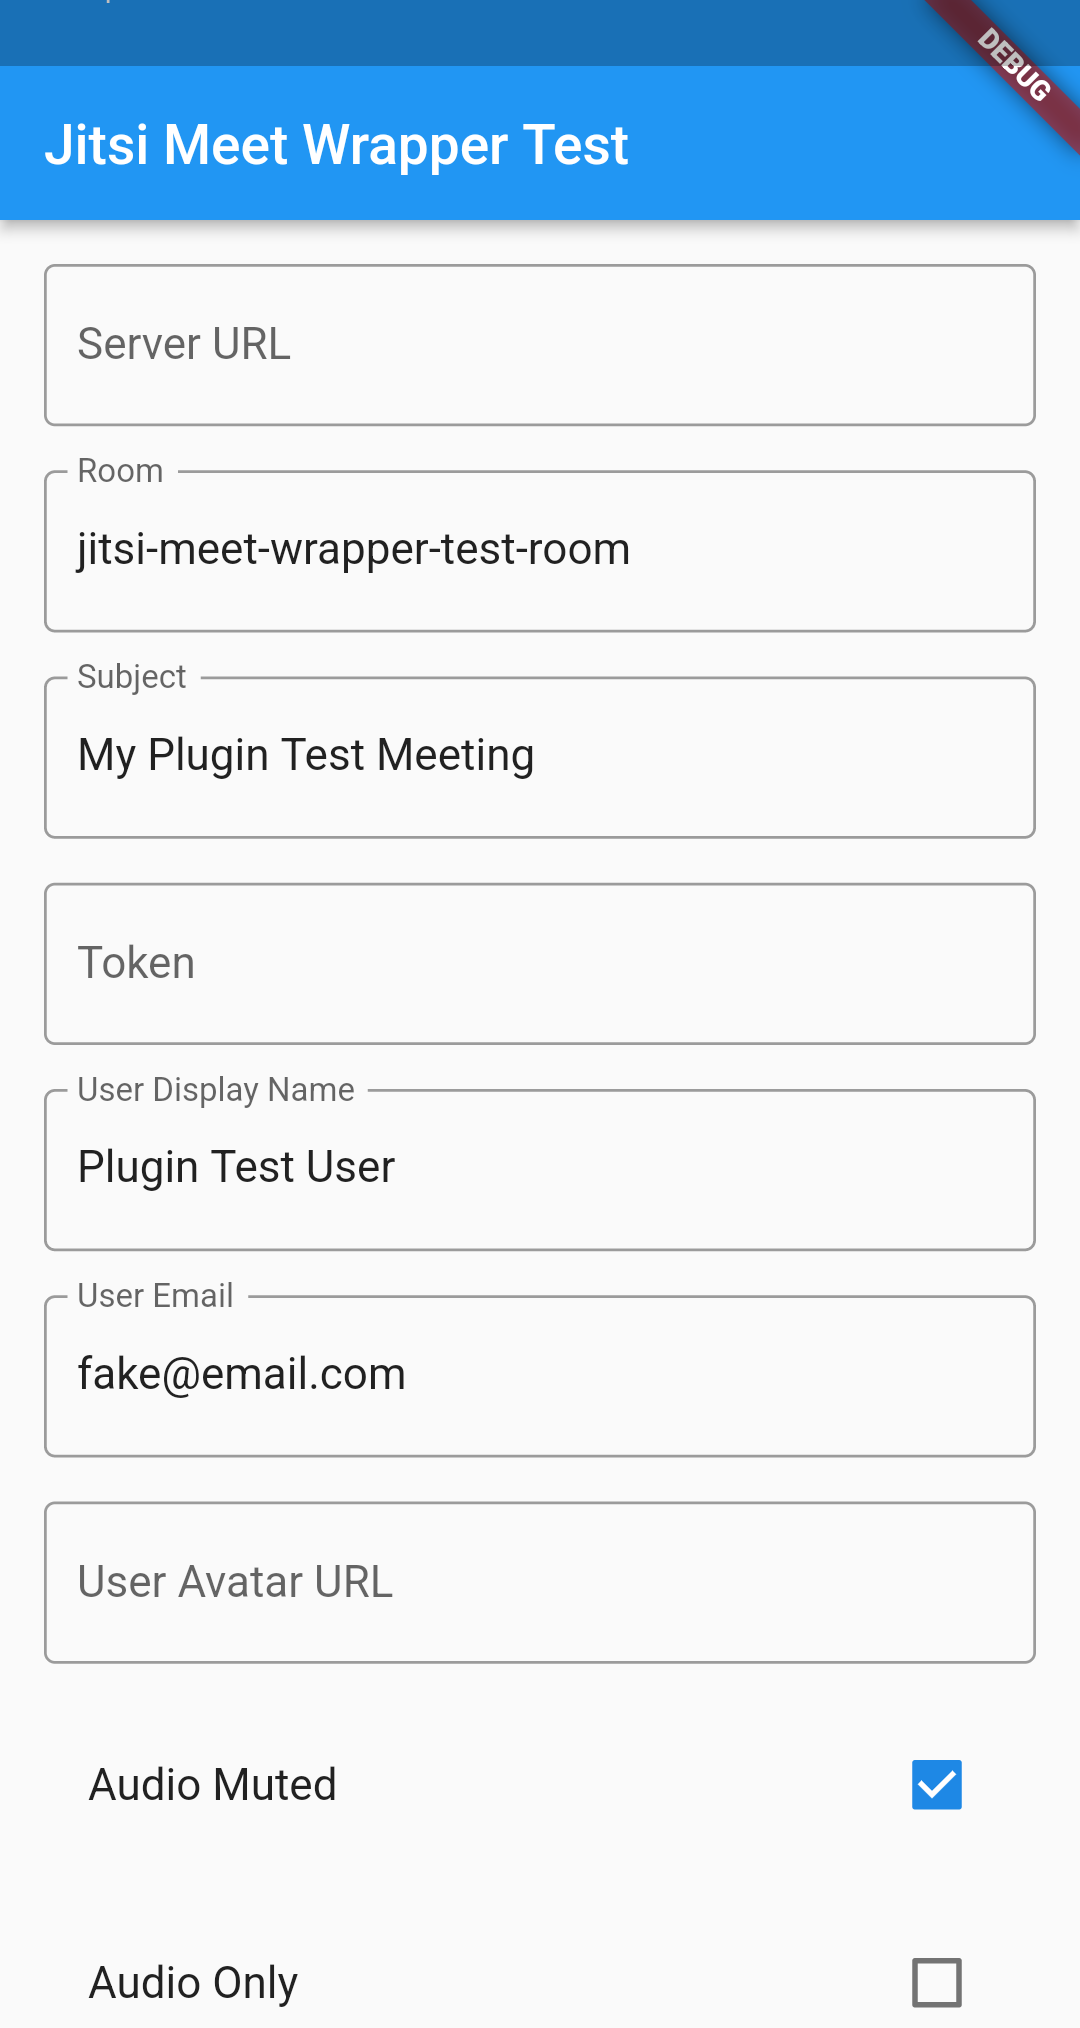 DEBUG
Jitsi Meet Wrapper Test
Server URL
Room
jitsi-meet-wrapper-test-room
Subject
My Plugin Test Meeting
Token
User Display Name
Plugin Test User
User Email
fake@email.com
User Avatar URL
Audio Muted
Audio Only